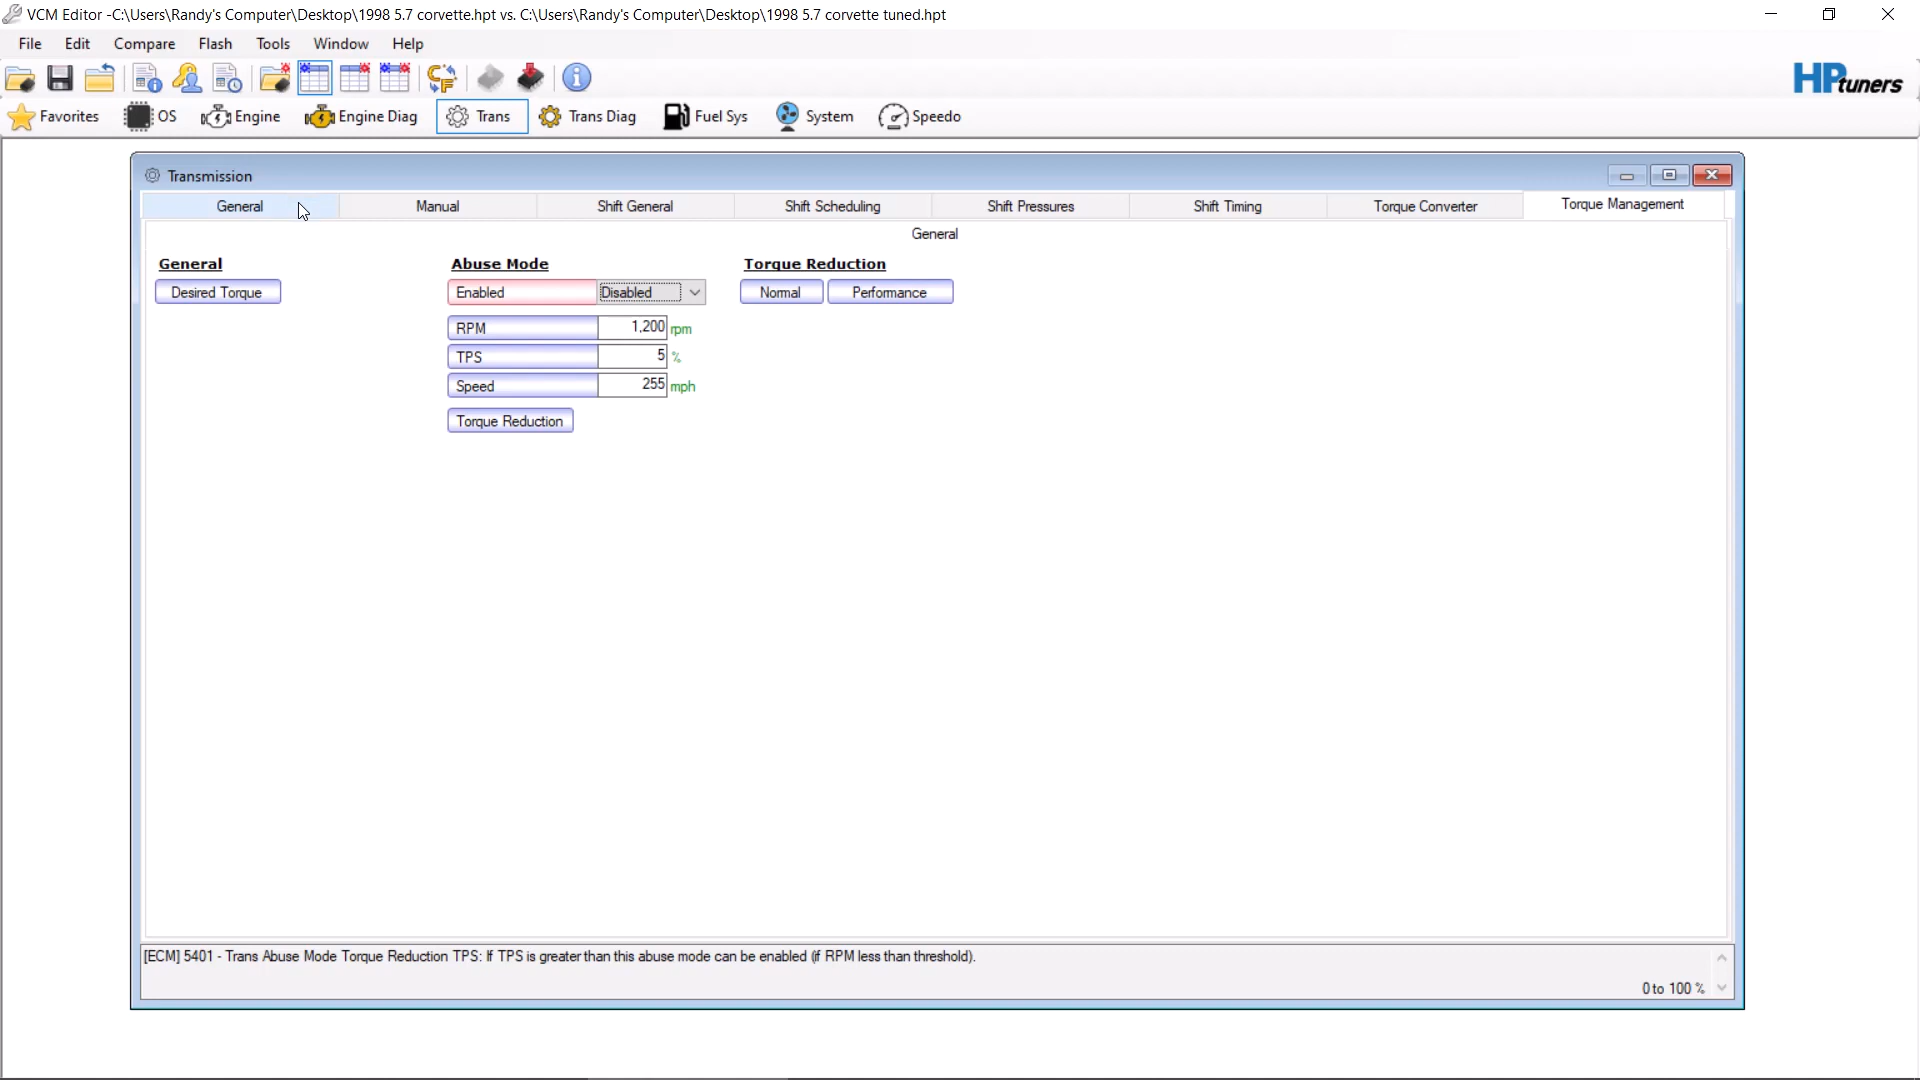 VCM Editor -C:\Users\Randy's Computer\Desktop\1998 5.7 corvette.hpt vs. C:\Users\Randy's Computer\Desktop\1998 5.7 corvette tuned.hpt
File Edit Compare Flash Tools Window Help
HPtuners
Favorites OS Engine Engine Diag Trans Trans Diag Fuel Sys System Speedo
Transmission
General Manual Shift General Shift Scheduling Shift Pressures Shift Timing Torque Converter Torque Management
General
General Abuse Mode Torque Reduction
Desired Torque Enabled Disabled Normal Performance
RPM 1,200 rpm
TPS 5 %
Speed 255 mph
Torque Reduction
[ECM] 5401 - Trans Abuse Mode Torque Reduction TPS: If TPS is greater than this abuse mode can be enabled (if RPM less than threshold).
0 to 100 %